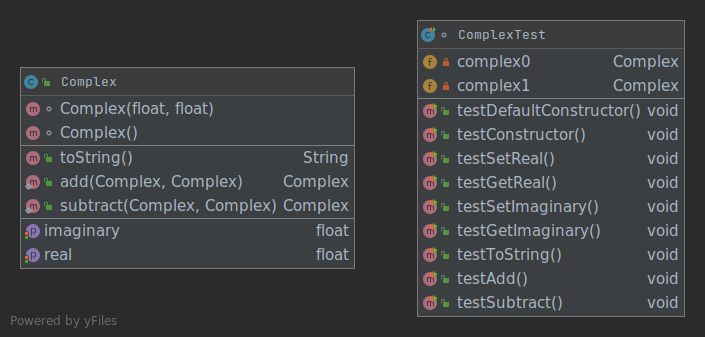 Complex
Complex(float, float)
Complex()
toString() String
add(Complex, Complex) Complex
subtract(Complex, Complex) Complex
imaginary float
real float
ComplexTest
complex0 Complex
complex1 Complex
testDefaultConstructor() void
testConstructor() void
testSetReal() void
testGetReal() void
testSetImaginary() void
testGetImaginary() void
testToString() void
testAdd() void
testSubtract() void
Powered by yFiles